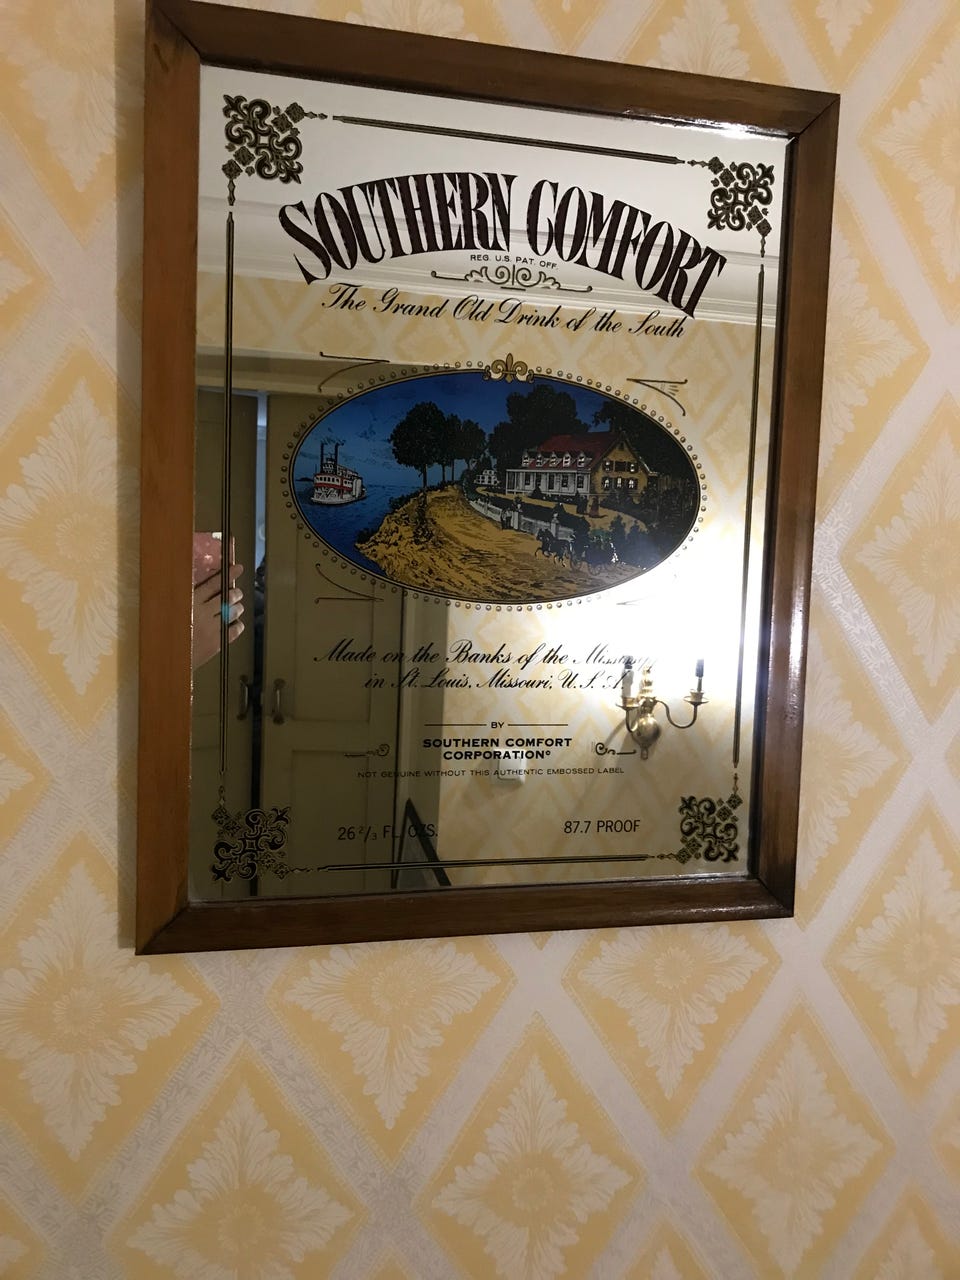 SOUTHERN COMFORT
REG. U.S. PAT. OFF.
The Grand Old Drink of the South
Made on the Banks of the
in St. Louis, Missouri, U.S.A.
BY
SOUTHERN COMFORT
CORPORATION®
NOT GENUINE WITHOUT THIS AUTHENTIC EMBOSSED LABEL
26 2/3 FL. OZS. 87.7 PROOF